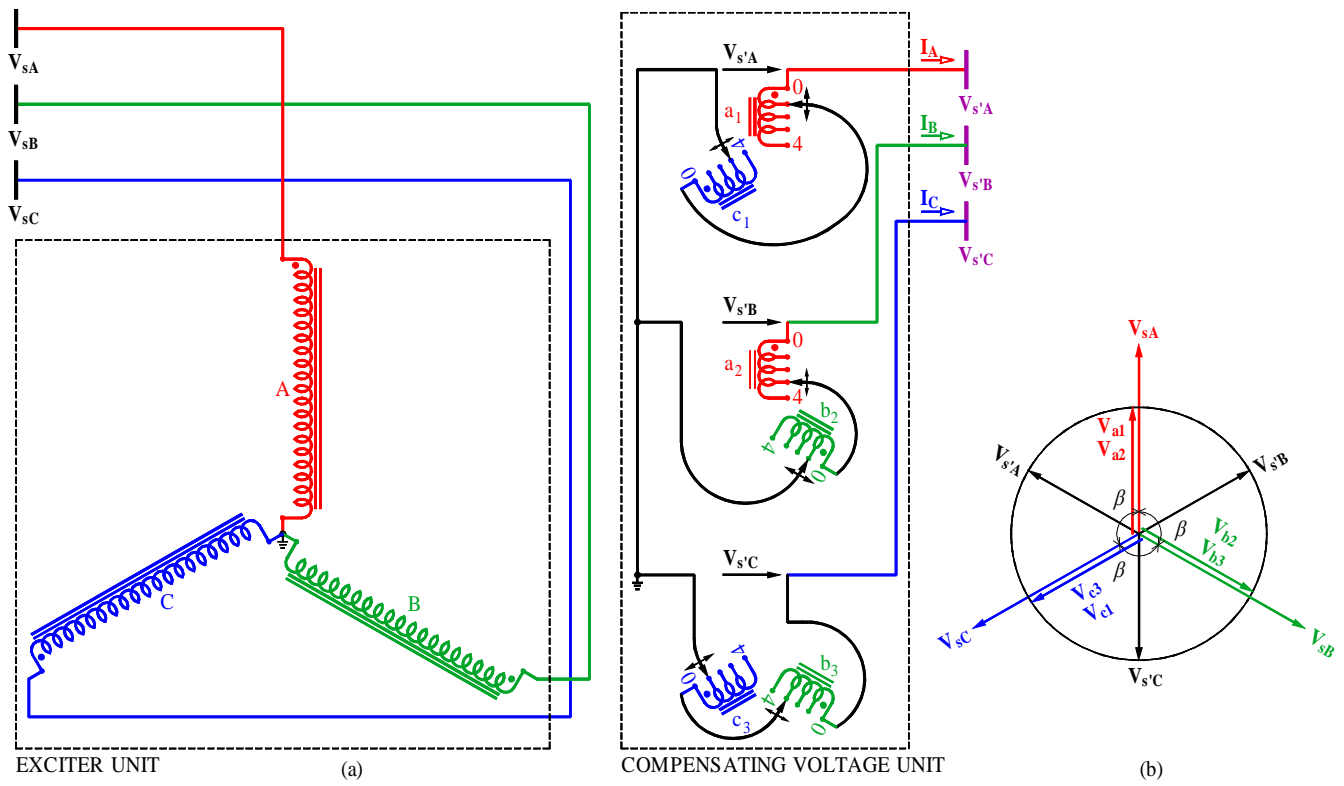 VsA
VsB
VsC
A
B
C
EXCITER UNIT
(a)
Vs'A
0
a1
4
4
0
c1
Vs'B
0
a2
4
b2
4
0
Vs'C
4
0
c3
b3
4
0
COMPENSATING VOLTAGE UNIT
IA
Vs'A
IB
Vs'B
IC
Vs'C
VsA
Va1
Va2
Vs'A
Vs'B
β
β
β
Vb2
Vb3
Vc3
Vc1
VsC
VsB
Vs'C
(b)